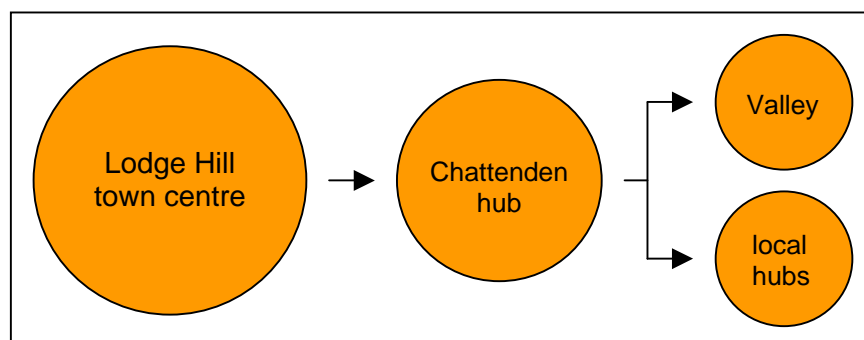 Lodge Hill
town centre
Chattenden
hub
Valley
local
hubs